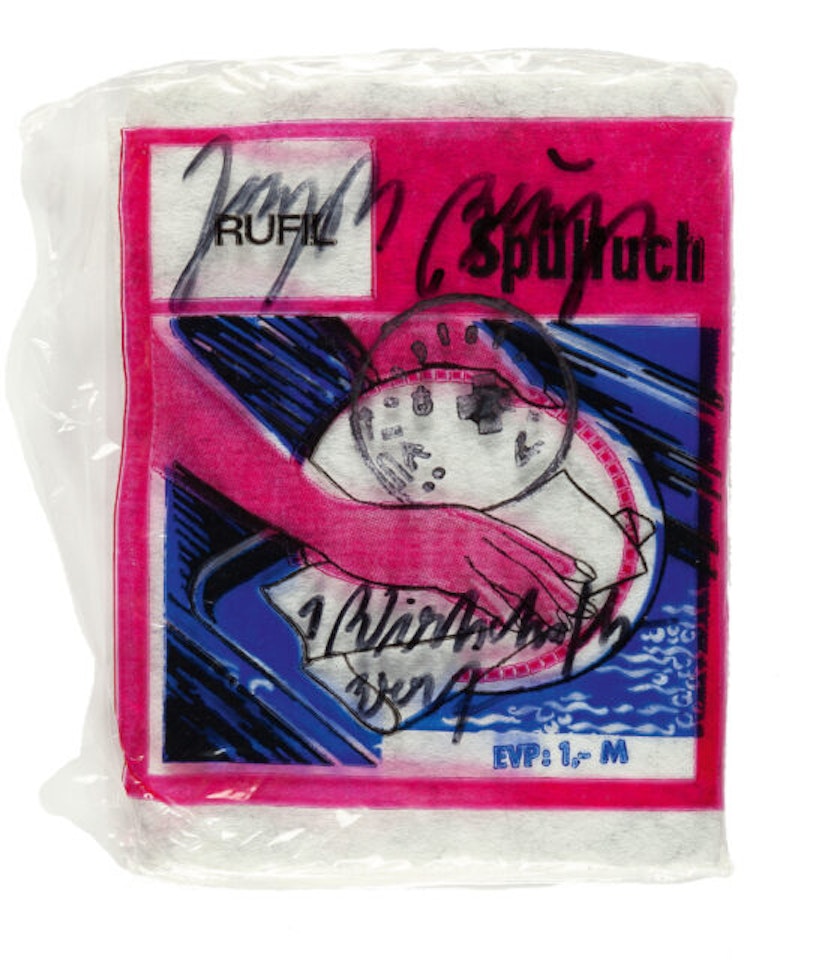 Joseph Beuys
RUFIL
Spültuch
1 Wirtschafts
wert
EVP: 1,- M